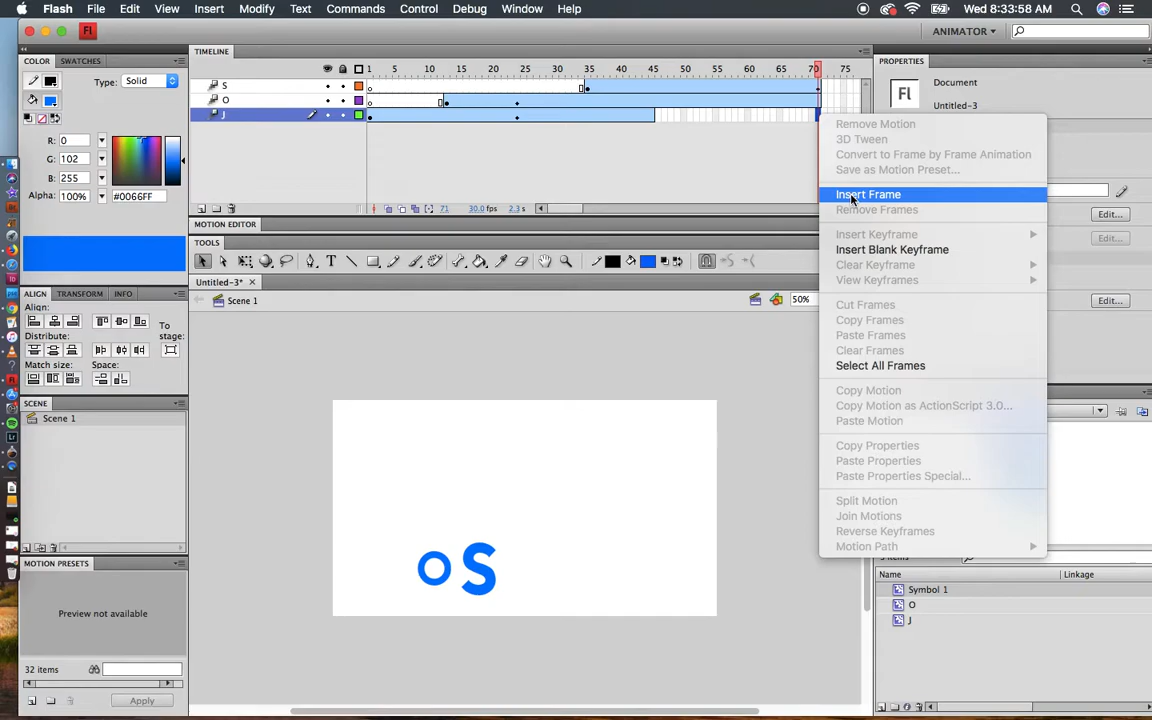 Flash File Edit View Insert Modify Text Commands Control Debug Window Help Wed 8:33:58 AM
Fl ANIMATOR
COLOR SWATCHES
Type: Solid
R: 0
G: 102
B: 255
Alpha: 100% #0066FF
ALIGN TRANSFORM INFO
Align:
To stage:
Distribute:
Match size: Space:
SCENE
Scene 1
MOTION PRESETS
Preview not available
32 items
Apply
TIMELINE
1 5 10 15 20 25 30 35 40 45 50 55 60 65 70 75
S
O
J
71 30.0 fps 2.3 s
MOTION EDITOR
TOOLS
Untitled-3*
Scene 1
50%
oS
PROPERTIES
Fl Document
Untitled-3
Edit...
Edit...
Edit...
Remove Motion
3D Tween
Convert to Frame by Frame Animation
Save as Motion Preset...
Insert Frame
Remove Frames
Insert Keyframe
Insert Blank Keyframe
Clear Keyframe
View Keyframes
Cut Frames
Copy Frames
Paste Frames
Clear Frames
Select All Frames
Copy Motion
Copy Motion as ActionScript 3.0...
Paste Motion
Copy Properties
Paste Properties
Paste Properties Special...
Split Motion
Join Motions
Reverse Keyframes
Motion Path
Name Linkage
Symbol 1
O
J